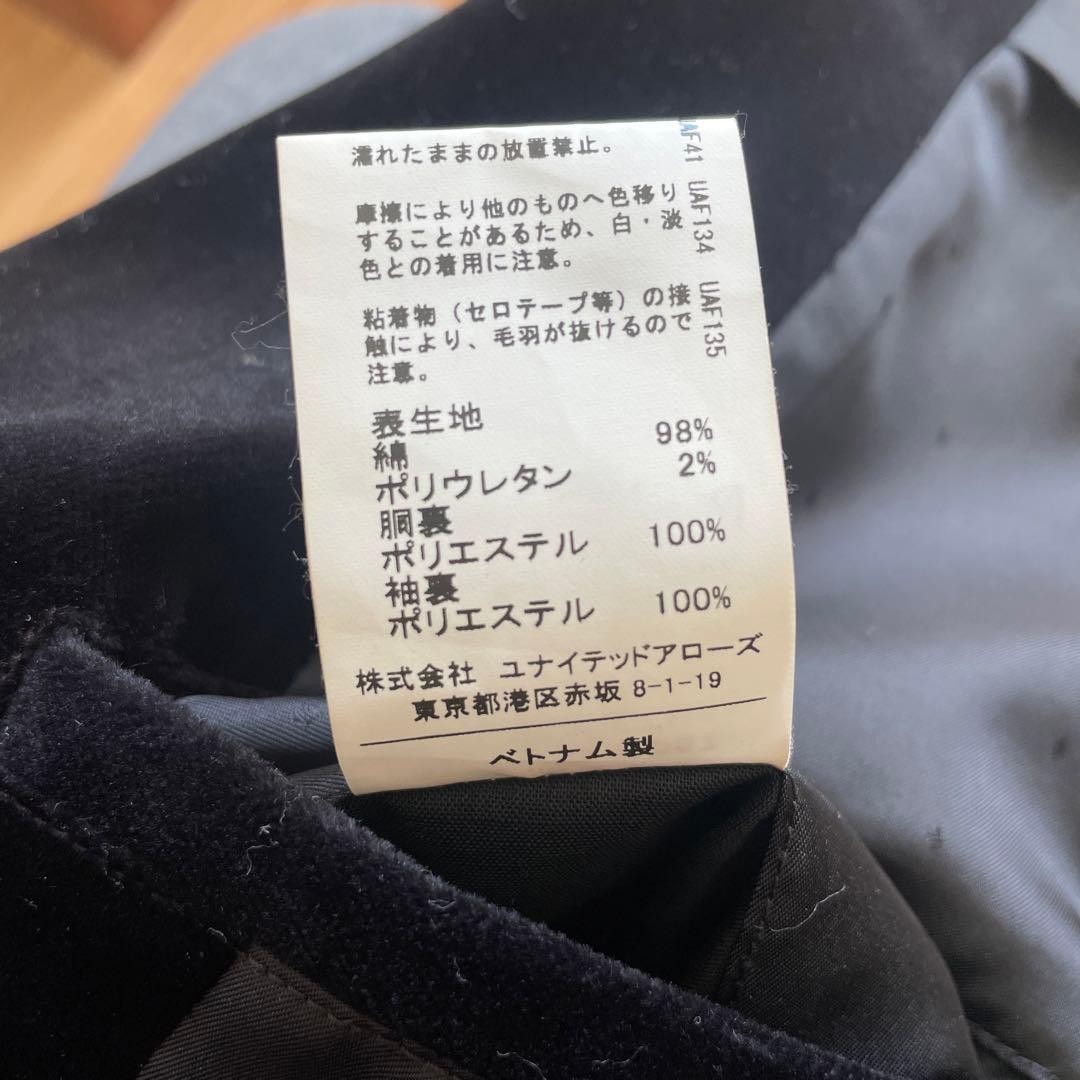 濡れたままの放置禁止。
摩擦により他のものへ色移り
することがあるため、白・淡
色との着用に注意。
粘着物(セロテープ等)の接
触により、毛羽が抜けるので
注意。
表生地
綿 98%
ポリウレタン 2%
胴裏
ポリエステル 100%
袖裏
ポリエステル 100%
株式会社 ユナイテッドアローズ
東京都港区赤坂 8-1-19
ベトナム製
UAF41 UAF134 UAF135